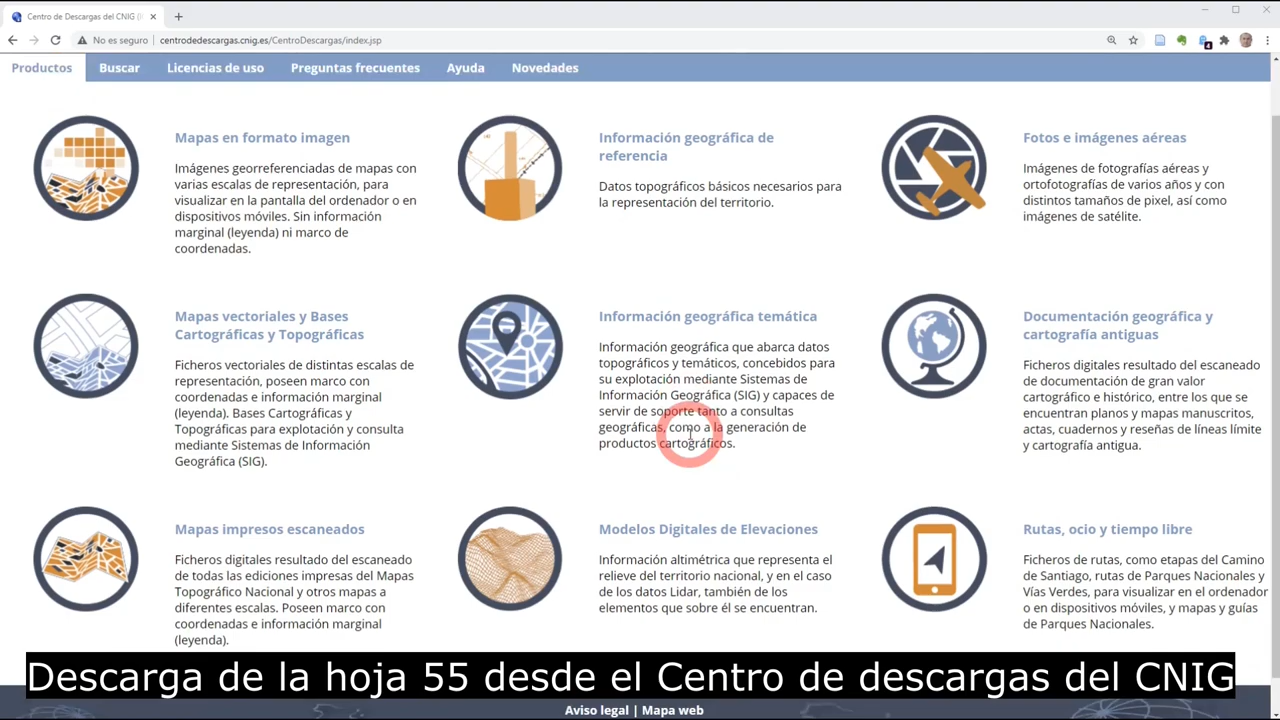 Centro de Descargas del CNIG (I
No es seguro | centrodedescargas.cnig.es/CentroDescargas/index.jsp
Productos Buscar Licencias de uso Preguntas frecuentes Ayuda Novedades
Mapas en formato imagen
Imágenes georreferenciadas de mapas con
varias escalas de representación, para
visualizar en la pantalla del ordenador o en
dispositivos móviles. Sin información
marginal (leyenda) ni marco de
coordenadas.
Información geográfica de
referencia
Datos topográficos básicos necesarios para
la representación del territorio.
Fotos e imágenes aéreas
Imágenes de fotografías aéreas y
ortofotografías de varios años y con
distintos tamaños de pixel, así como
imágenes de satélite.
Mapas vectoriales y Bases
Cartográficas y Topográficas
Ficheros vectoriales de distintas escalas de
representación, poseen marco con
coordenadas e información marginal
(leyenda). Bases Cartográficas y
Topográficas para explotación y consulta
mediante Sistemas de Información
Geográfica (SIG).
Información geográfica temática
Información geográfica que abarca datos
topográficos y temáticos, concebidos para
su explotación mediante Sistemas de
Información Geográfica (SIG) y capaces de
servir de soporte tanto a consultas
geográficas, como a la generación de
productos cartográficos.
Documentación geográfica y
cartografía antiguas
Ficheros digitales resultado del escaneado
de documentación de gran valor
cartográfico e histórico, entre los que se
encuentran planos y mapas manuscritos,
actas, cuadernos y reseñas de líneas límite
y cartografía antigua.
Mapas impresos escaneados
Ficheros digitales resultado del escaneado
de todas las ediciones impresas del Mapas
Topográfico Nacional y otros mapas a
diferentes escalas. Poseen marco con
coordenadas e información marginal
(leyenda).
Modelos Digitales de Elevaciones
Información altimétrica que representa el
relieve del territorio nacional, y en el caso
de los datos Lidar, también de los
elementos que sobre él se encuentran.
Rutas, ocio y tiempo libre
Ficheros de rutas, como etapas del Camino
de Santiago, rutas de Parques Nacionales y
Vías Verdes, para visualizar en el ordenador
o en dispositivos móviles, y mapas y guías
de Parques Nacionales.
Descarga de la hoja 55 desde el Centro de descargas del CNIG
Aviso legal | Mapa web